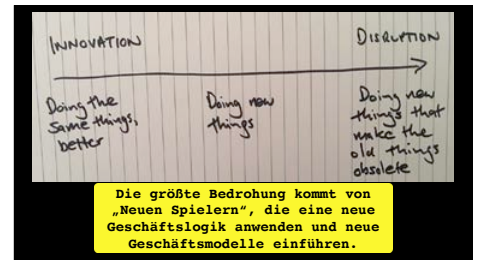 INNOVATION
DISRUPTION
Doing the
same things,
better
Doing new
things
Doing new
things that
make the
old things
obsolete
Die größte Bedrohung kommt von
„Neuen Spielern“, die eine neue
Geschäftslogik anwenden und neue
Geschäftsmodelle einführen.